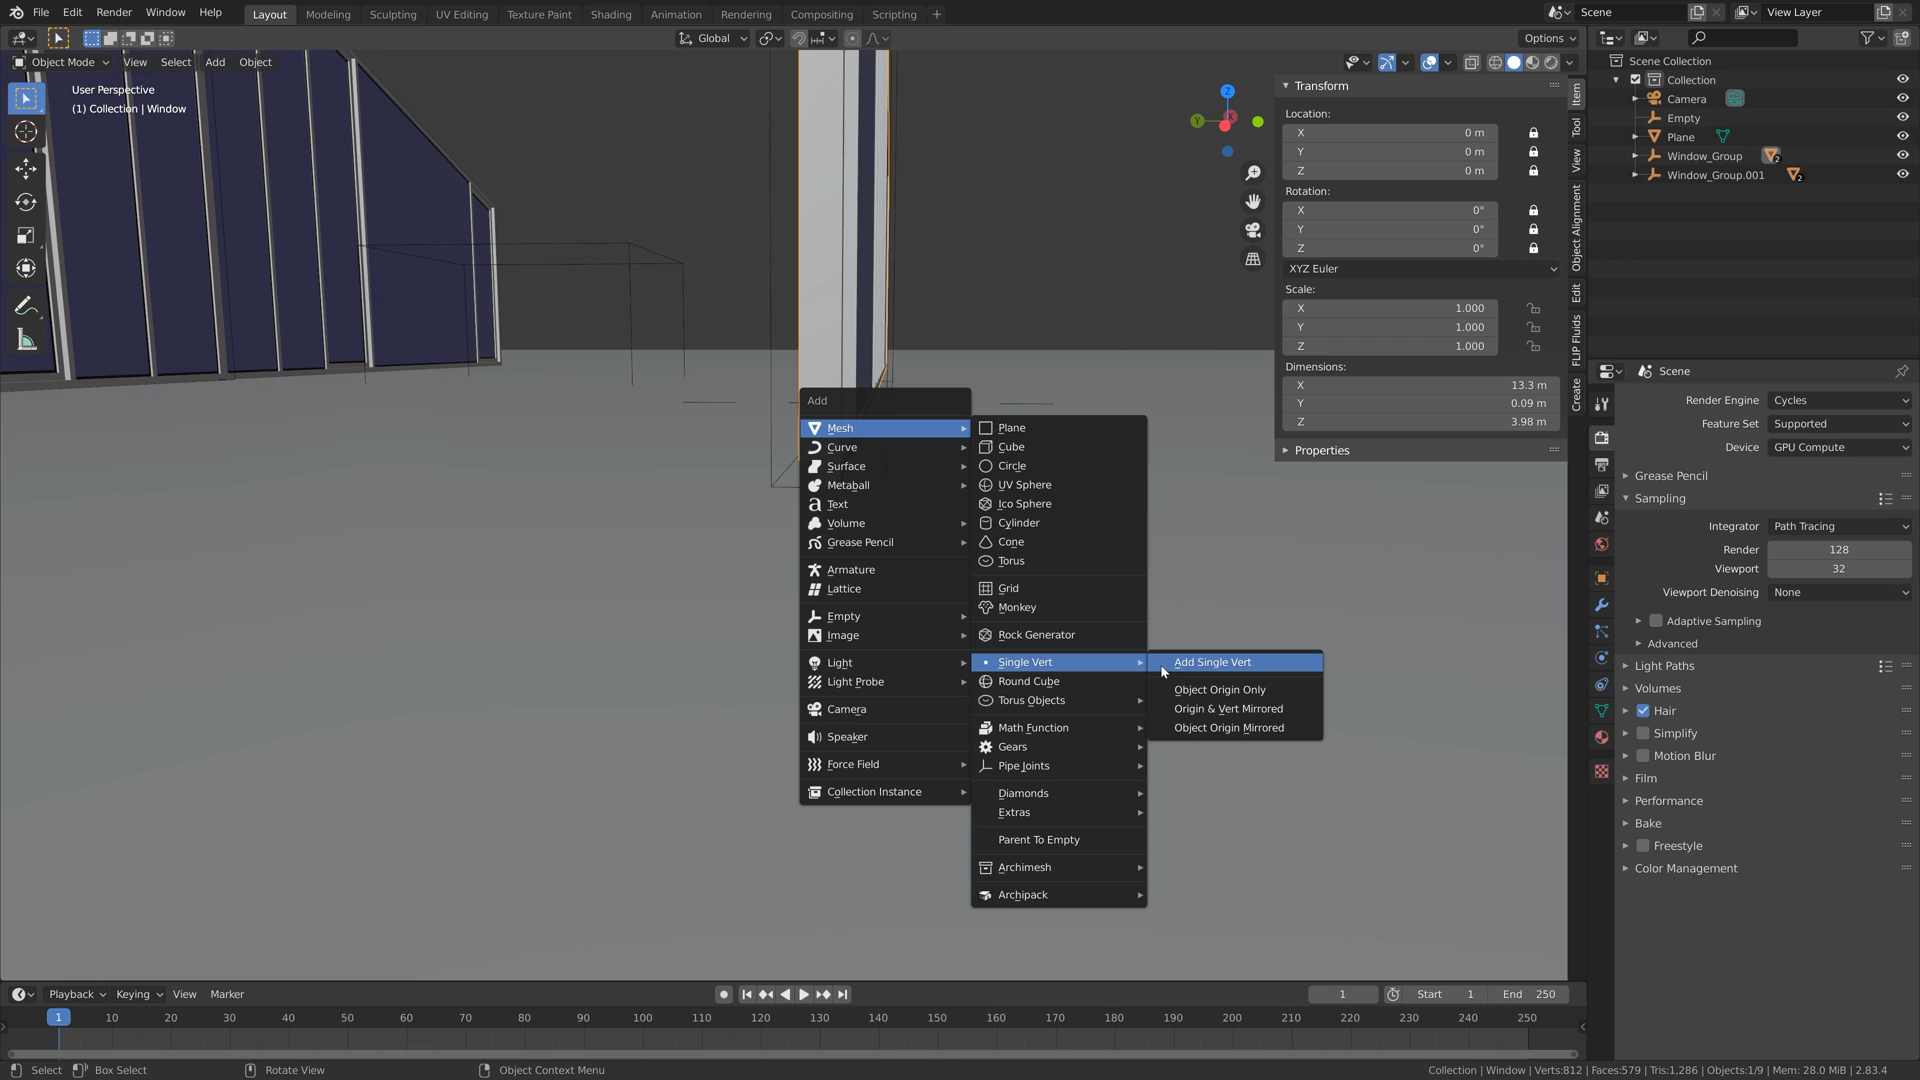 File Edit Render Window Help Layout Modeling Sculpting UV Editing Texture Paint Shading Animation Rendering Compositing Scripting + Scene View Layer
Global Options
Object Mode View Select Add Object
User Perspective
(1) Collection | Window
Z
Y
Transform
Location:
X 0 m
Y 0 m
Z 0 m
Rotation:
X 0°
Y 0°
Z 0°
XYZ Euler
Scale:
X 1.000
Y 1.000
Z 1.000
Dimensions:
X 13.3 m
Y 0.09 m
Z 3.98 m
Properties
Item
Tool
View
Object Alignment
Edit
FLIP Fluids
Create
Scene Collection
Collection
Camera
Empty
Plane
Window_Group 2
Window_Group.001 2
Scene
Render Engine Cycles
Feature Set Supported
Device GPU Compute
Grease Pencil
Sampling
Integrator Path Tracing
Render 128
Viewport 32
Viewport Denoising None
Adaptive Sampling
Advanced
Light Paths
Volumes
Hair
Simplify
Motion Blur
Film
Performance
Bake
Freestyle
Color Management
Add
Mesh
Curve
Surface
Metaball
Text
Volume
Grease Pencil
Armature
Lattice
Empty
Image
Light
Light Probe
Camera
Speaker
Force Field
Collection Instance
Plane
Cube
Circle
UV Sphere
Ico Sphere
Cylinder
Cone
Torus
Grid
Monkey
Rock Generator
Single Vert
Round Cube
Torus Objects
Math Function
Gears
Pipe Joints
Diamonds
Extras
Parent To Empty
Archimesh
Archipack
Add Single Vert
Object Origin Only
Origin & Vert Mirrored
Object Origin Mirrored
Playback Keying View Marker 1 Start 1 End 250
1 10 20 30 40 50 60 70 80 90 100 110 120 130 140 150 160 170 180 190 200 210 220 230 240 250
Select Box Select Rotate View Object Context Menu Collection | Window | Verts:812 | Faces:579 | Tris:1,286 | Objects:1/9 | Mem: 28.0 MiB | 2.83.4